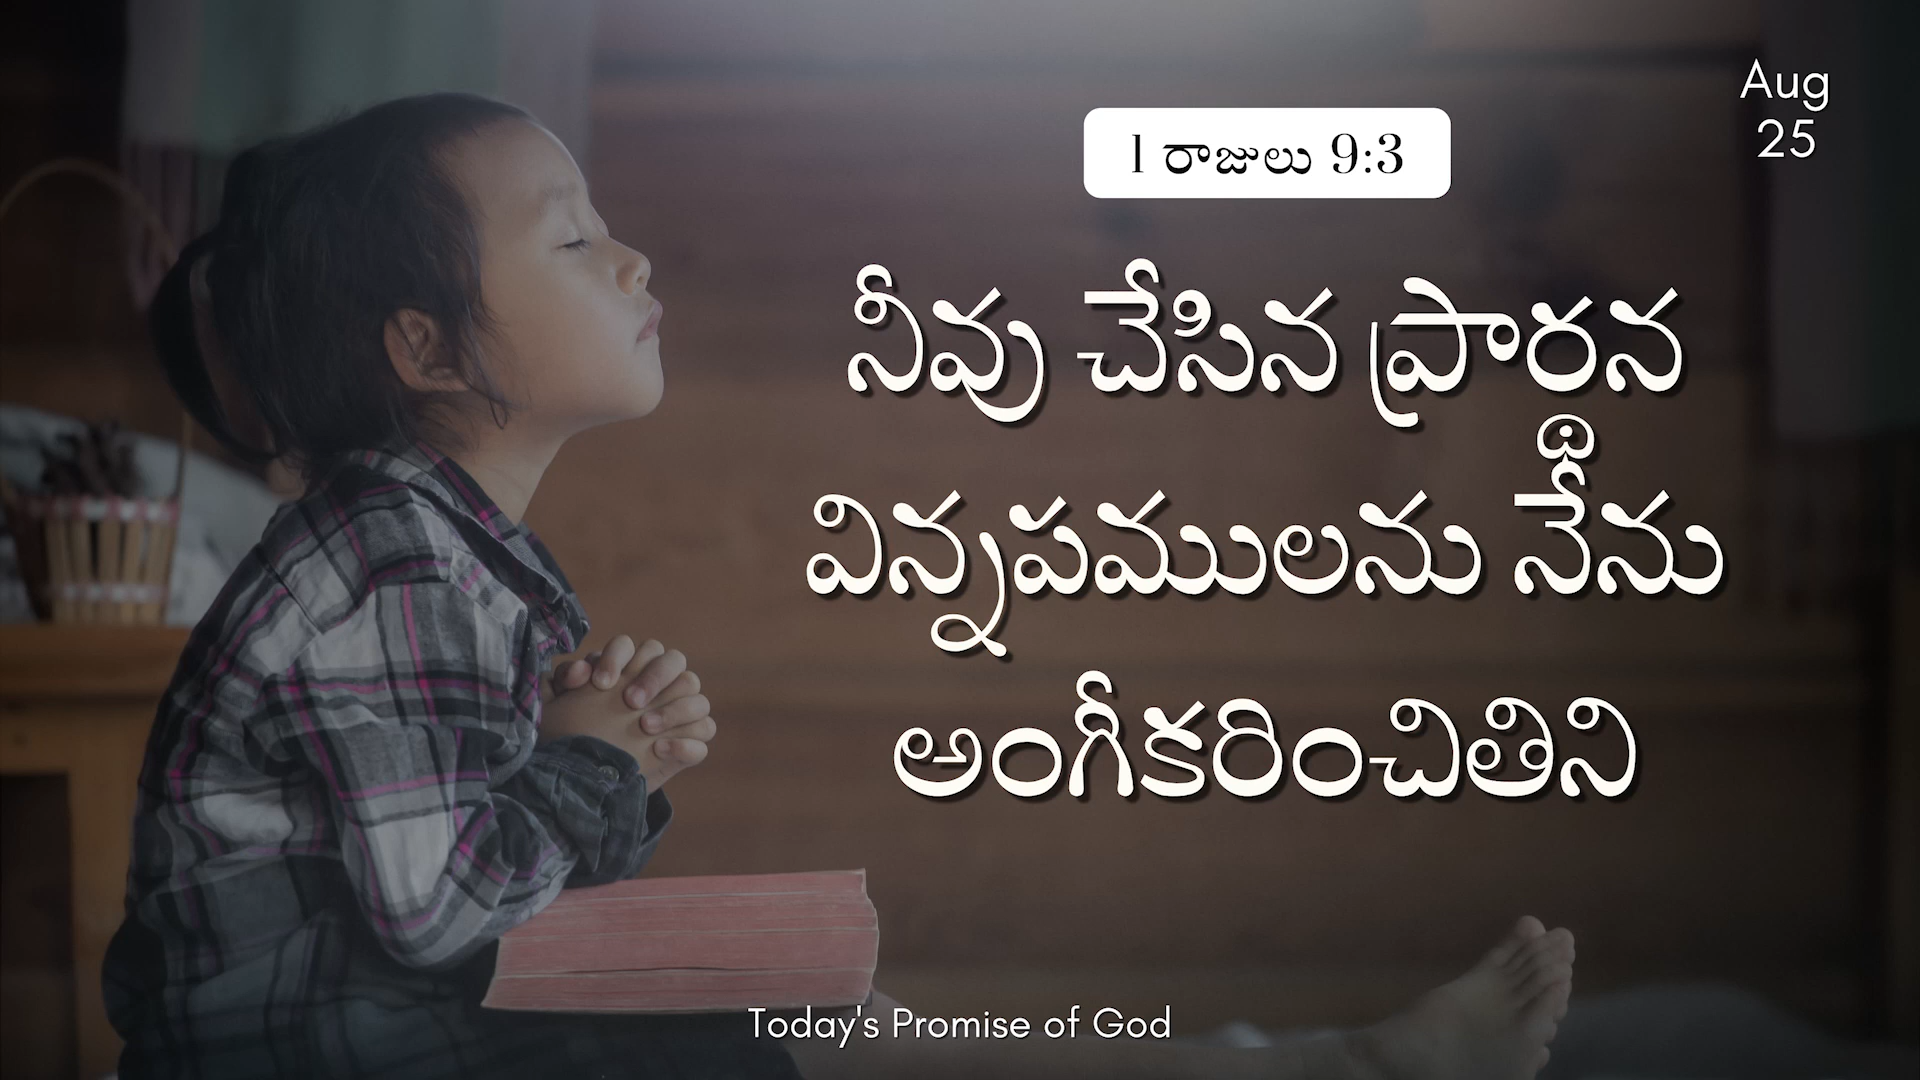 Aug
25
1 రాజులు 9:3
నీవు చేసిన ప్రార్థన
విన్నపములను నేను
అంగీకరించితిని
Today's Promise of God